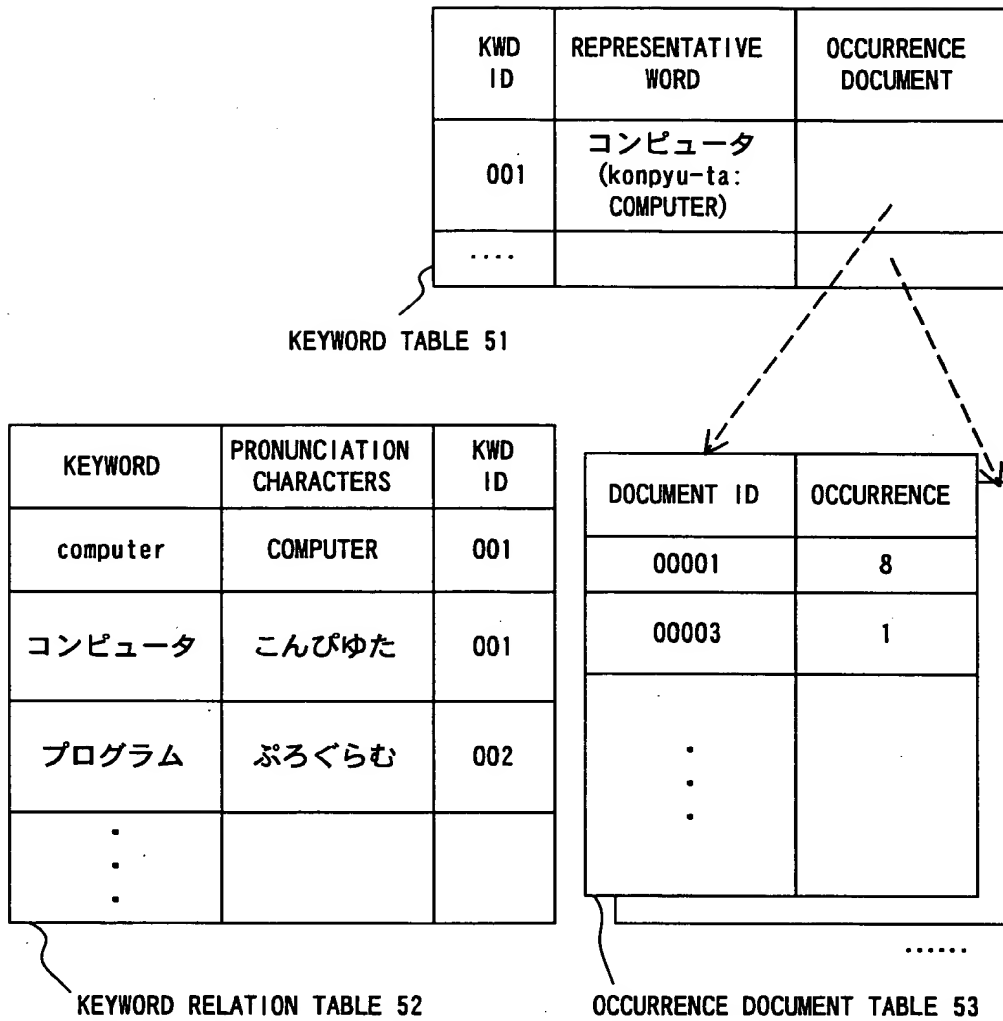 KWD ID
REPRESENTATIVE WORD
OCCURRENCE DOCUMENT
001
コンピュータ
(konpyu-ta:
COMPUTER)
....
KEYWORD TABLE 51
KEYWORD
PRONUNCIATION CHARACTERS
KWD ID
computer
COMPUTER
001
コンピュータ
こんぴゆた
001
プログラム
ぷろぐらむ
002
KEYWORD RELATION TABLE 52
DOCUMENT ID
OCCURRENCE
00001
8
00003
1
......
OCCURRENCE DOCUMENT TABLE 53